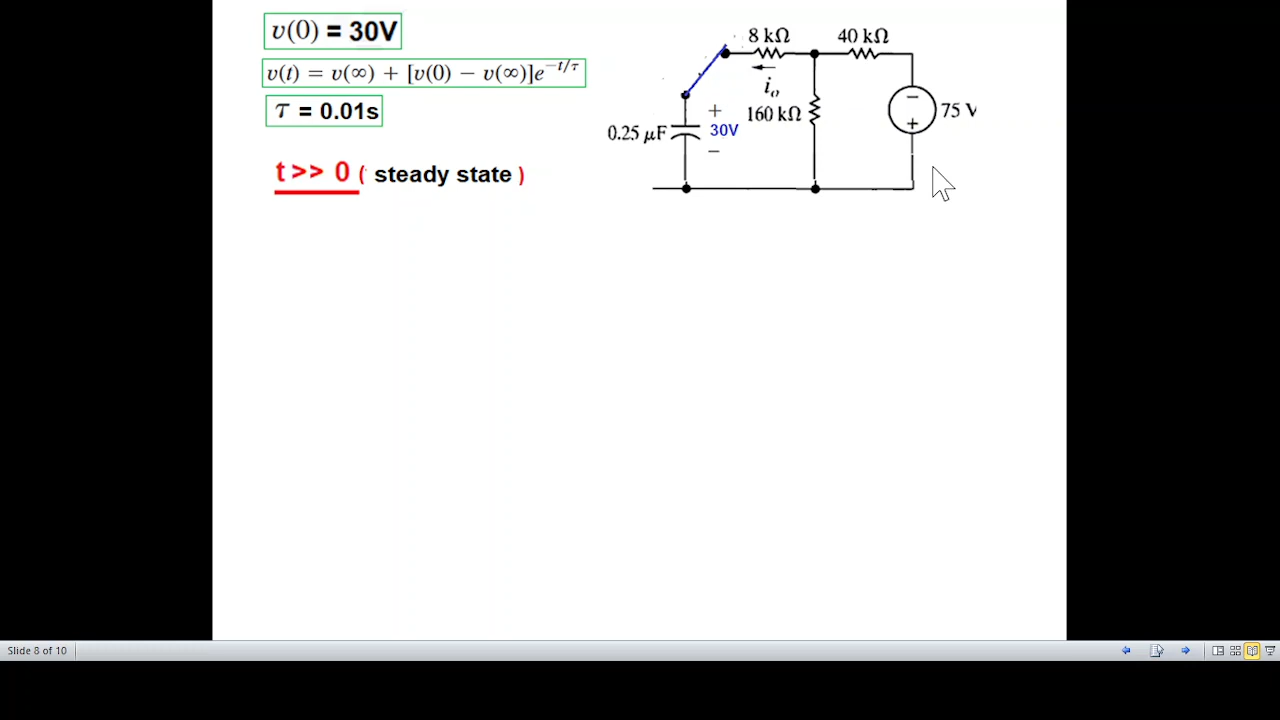 v(0) = 30V
v(t) = v(∞) + [v(0) − v(∞)]e^{−t/τ}
τ = 0.01s
t >> 0 ( steady state )
8 kΩ
40 kΩ
i_o
160 kΩ
−
+
75 V
0.25 μF
+
30V
−
Slide 8 of 10